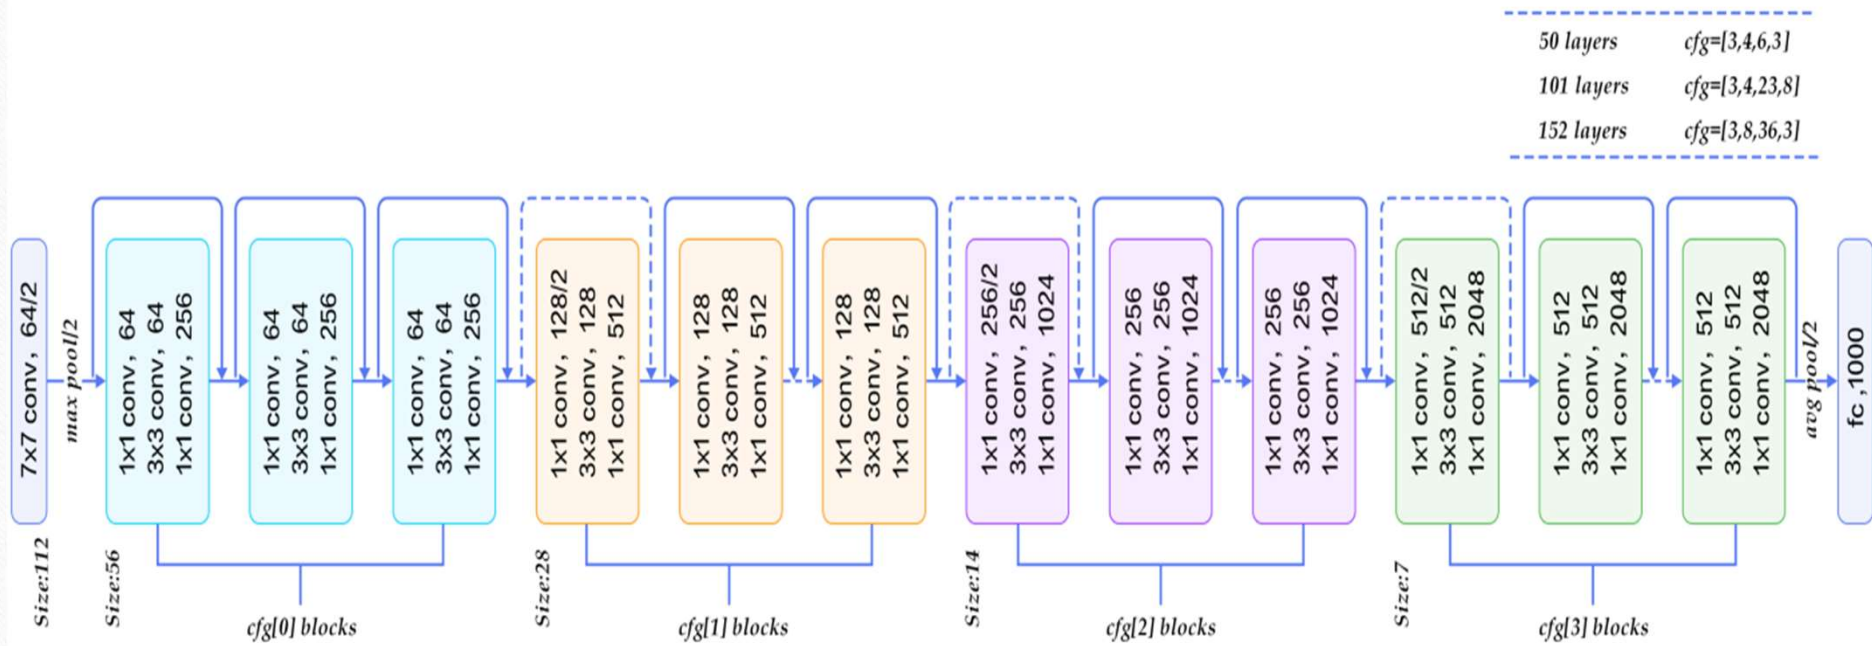 50 layers cfg=[3,4,6,3]
101 layers cfg=[3,4,23,8]
152 layers cfg=[3,8,36,3]
7x7 conv, 64/2
max pool/2
1x1 conv, 64
3x3 conv, 64
1x1 conv, 256
1x1 conv, 64
3x3 conv, 64
1x1 conv, 256
1x1 conv, 64
3x3 conv, 64
1x1 conv, 256
1x1 conv, 128/2
3x3 conv, 128
1x1 conv, 512
1x1 conv, 128
3x3 conv, 128
1x1 conv, 512
1x1 conv, 128
3x3 conv, 128
1x1 conv, 512
1x1 conv, 256/2
3x3 conv, 256
1x1 conv, 1024
1x1 conv, 256
3x3 conv, 256
1x1 conv, 1024
1x1 conv, 256
3x3 conv, 256
1x1 conv, 1024
1x1 conv, 512/2
3x3 conv, 512
1x1 conv, 2048
1x1 conv, 512
3x3 conv, 512
1x1 conv, 2048
1x1 conv, 512
3x3 conv, 512
1x1 conv, 2048
avg pool/2
fc ,1000
Size:112
Size:56
cfg[0] blocks
Size:28
cfg[1] blocks
Size:14
cfg[2] blocks
Size:7
cfg[3] blocks